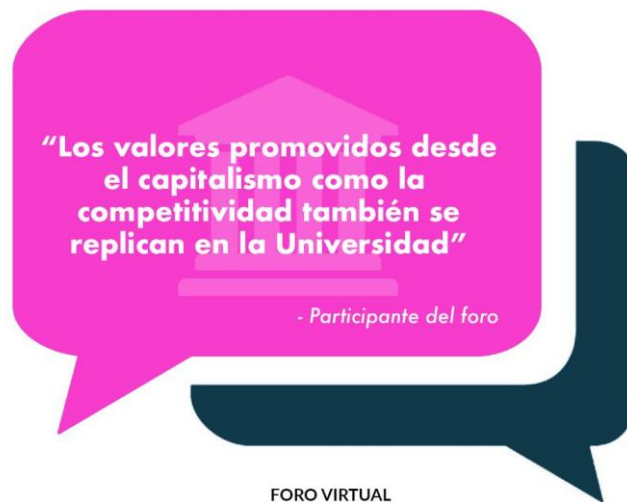 “Los valores promovidos desde
el capitalismo como la
competitividad también se
replican en la Universidad”
- Participante del foro
FORO VIRTUAL